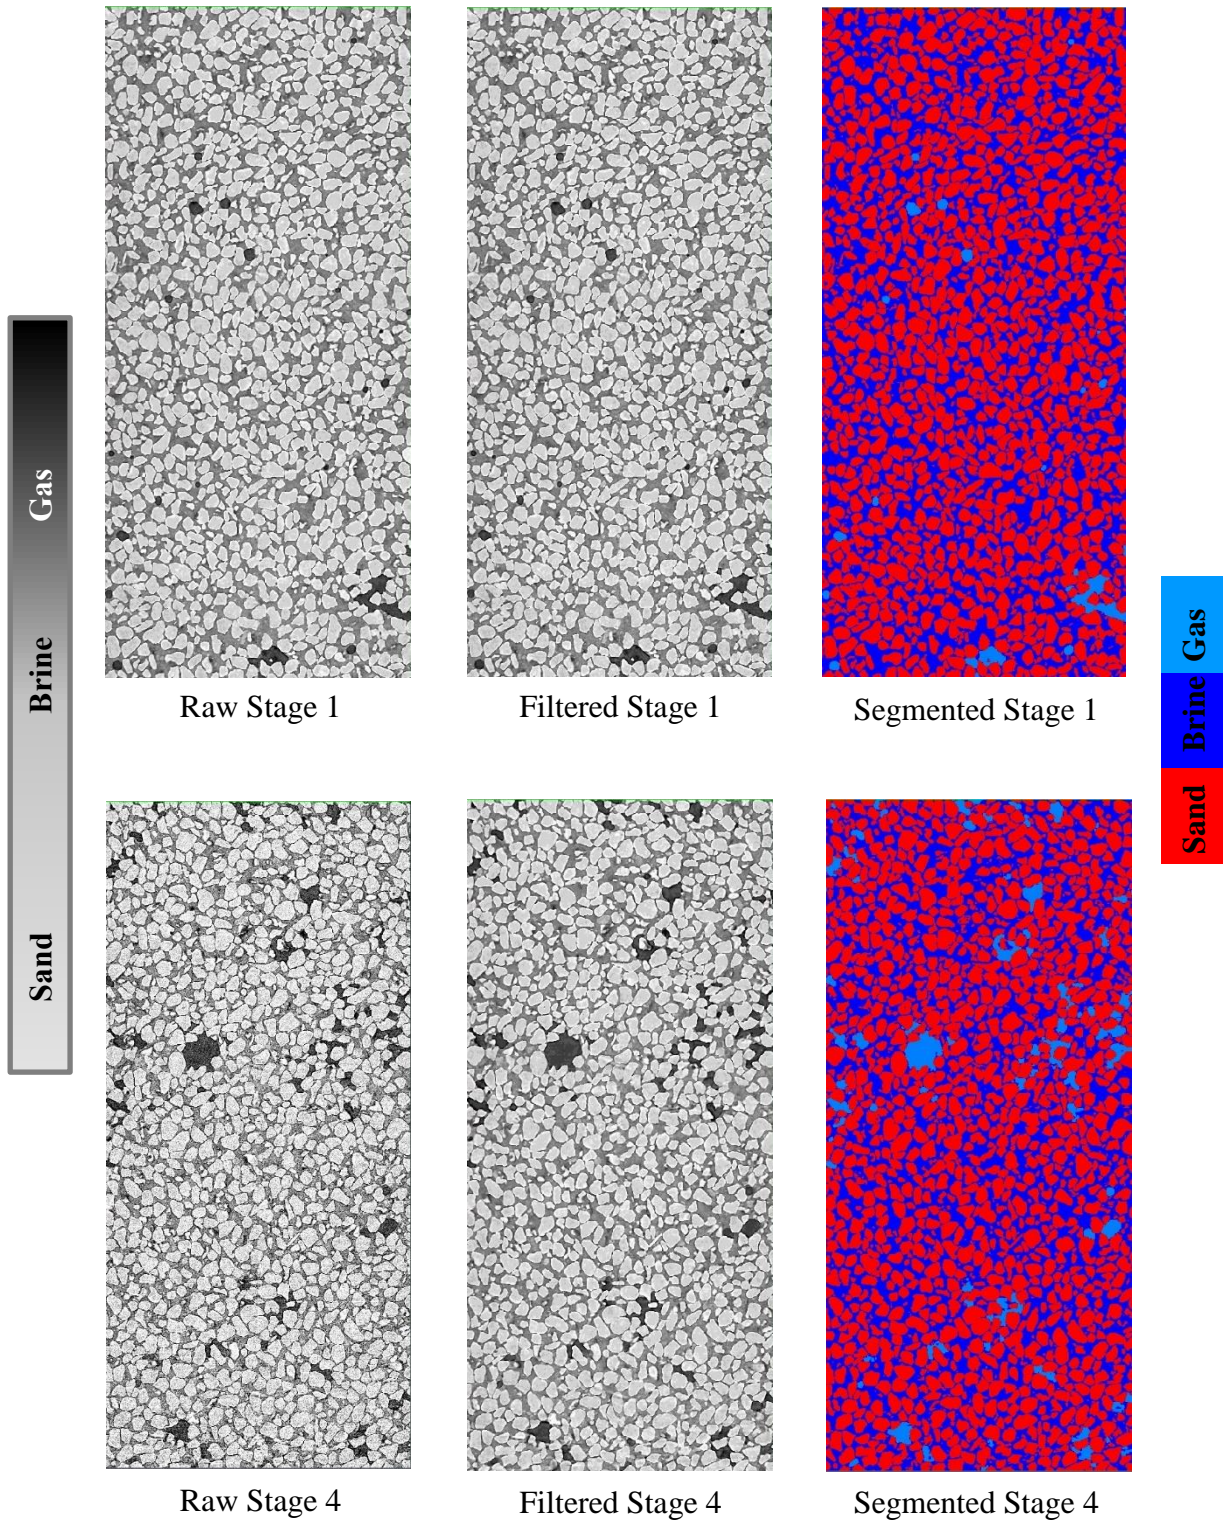 Raw Stage 1
Filtered Stage 1
Segmented Stage 1
Gas
Brine
Sand
Gas
Brine
Sand
Raw Stage 4
Filtered Stage 4
Segmented Stage 4